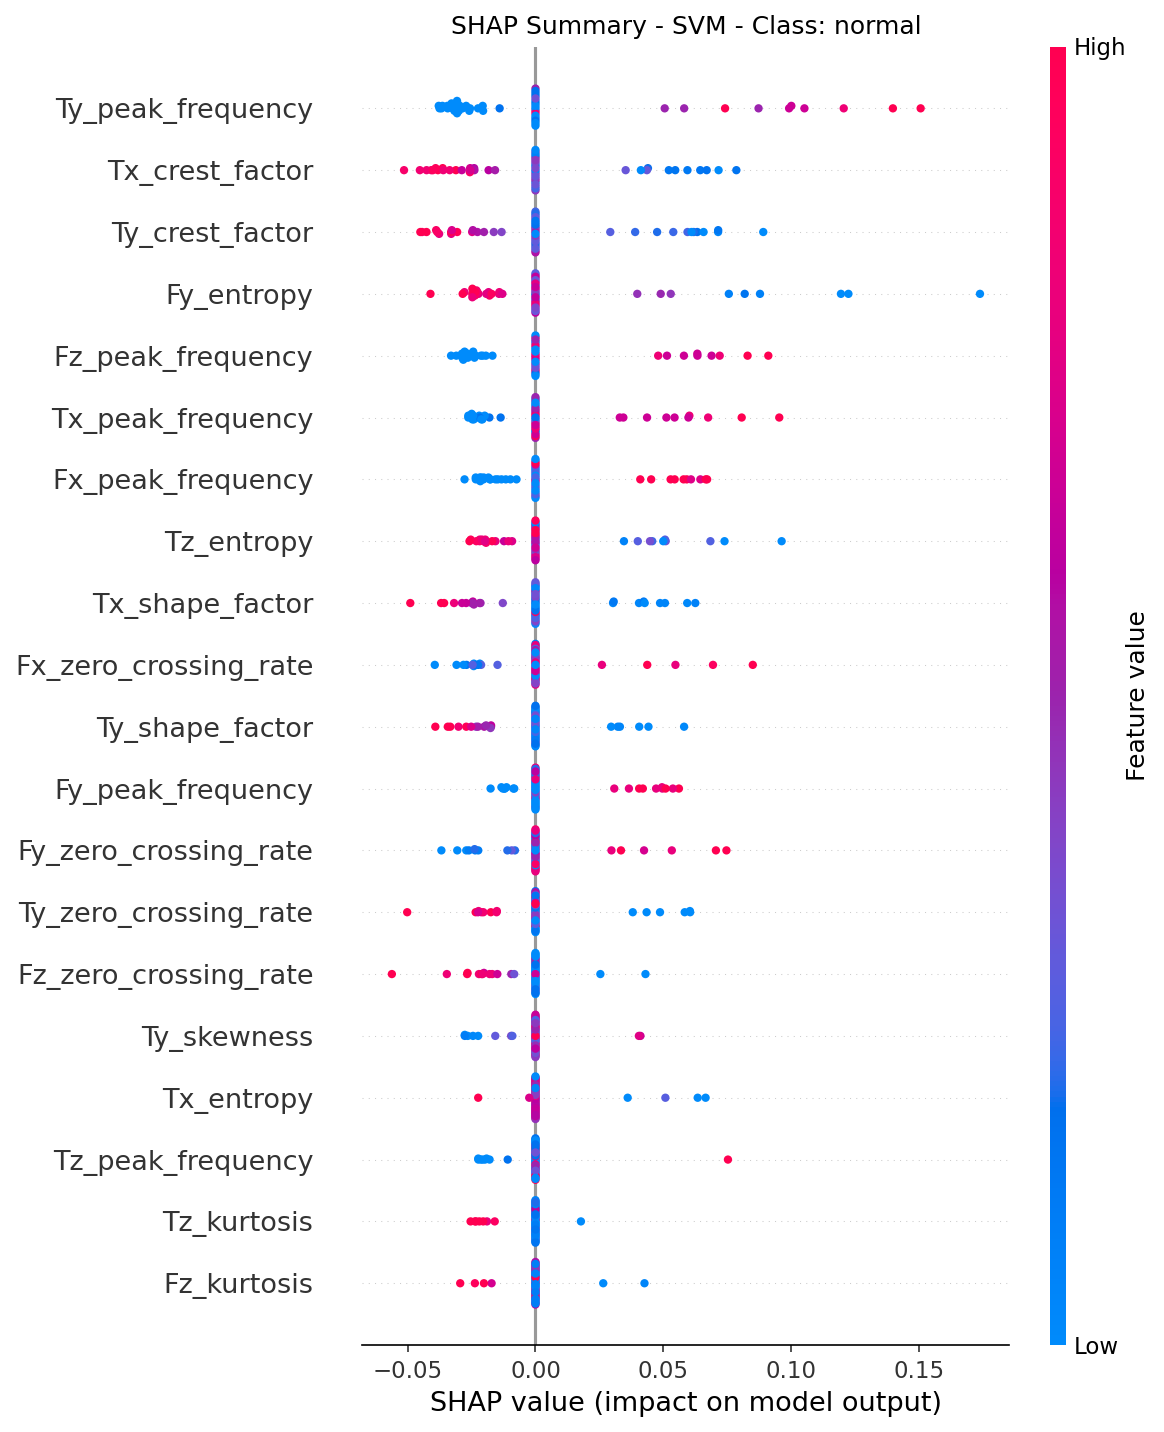 SHAP Summary - SVM - Class: normal
High
Ty_peak_frequency
Tx_crest_factor
Ty_crest_factor
Fy_entropy
Fz_peak_frequency
Tx_peak_frequency
Fx_peak_frequency
Tz_entropy
Tx_shape_factor
Fx_zero_crossing_rate
Ty_shape_factor
Fy_peak_frequency
Fy_zero_crossing_rate
Ty_zero_crossing_rate
Fz_zero_crossing_rate
Ty_skewness
Tx_entropy
Tz_peak_frequency
Tz_kurtosis
Fz_kurtosis
Feature value
Low
−0.05 0.00 0.05 0.10 0.15
SHAP value (impact on model output)